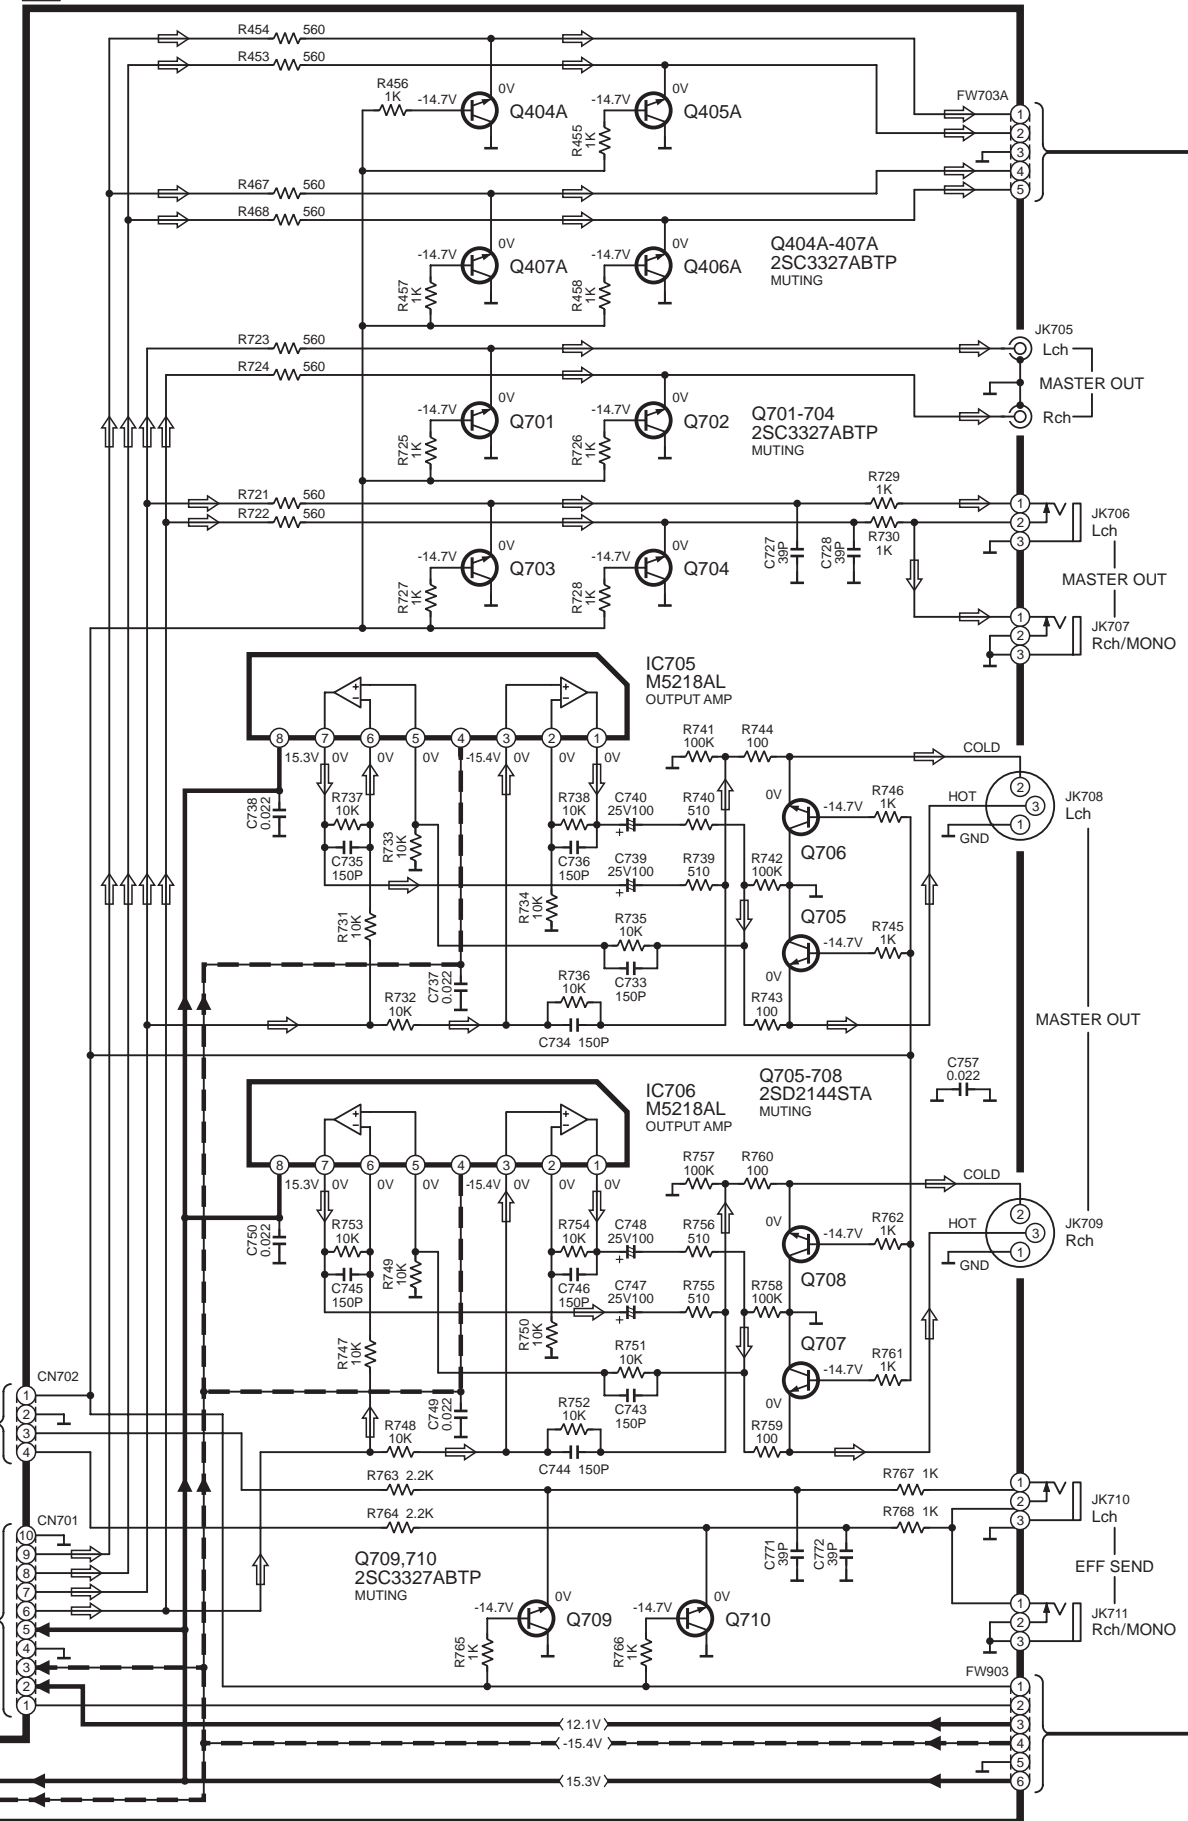 R454 560
R453 560
R456
1K
-14.7V
0V
Q404A
-14.7V
0V
Q405A
R455
1K
FW703A
1
2
3
4
5
R467 560
R468 560
-14.7V
0V
Q407A
R457
1K
-14.7V
0V
Q406A
R458
1K
Q404A-407A
2SC3327ABTP
MUTING
R723 560
R724 560
-14.7V
0V
Q701
R725
1K
-14.7V
0V
Q702
R726
1K
Q701-704
2SC3327ABTP
MUTING
JK705
Lch
MASTER OUT
Rch
R721 560
R722 560
-14.7V
0V
Q703
R727
1K
-14.7V
0V
Q704
R728
1K
C727
39P
C728
39P
R729
1K
R730
1K
1
2
3
JK706
Lch
MASTER OUT
1
2
3
JK707
Rch/MONO
IC705
M5218AL
OUTPUT AMP
+
−
+
−
8 7 6 5 4 3 2 1
15.3V 0V 0V 0V -15.4V 0V 0V 0V
C738
0.022
R737
10K
C735
150P
R733
10K
R731
10K
R732
10K
C737
0.022
R738
10K
C736
150P
R734
10K
C740
25V100
+
C739
25V100
+
R735
10K
C733
150P
R736
10K
C734 150P
R741
100K
R744
100
R740
510
R739
510
R742
100K
R743
100
0V
-14.7V
Q706
R746
1K
Q705
-14.7V
0V
R745
1K
COLD
HOT
GND
2
3
1
JK708
Lch
MASTER OUT
C757
0.022
IC706
M5218AL
OUTPUT AMP
Q705-708
2SD2144STA
MUTING
+
−
+
−
8 7 6 5 4 3 2 1
15.3V 0V 0V 0V -15.4V 0V 0V 0V
C750
0.022
R753
10K
C745
150P
R749
10K
R747
10K
R748
10K
C749
0.022
R754
10K
C746
150P
R750
10K
C748
25V100
+
C747
25V100
+
R751
10K
C743
150P
R752
10K
C744 150P
R757
100K
R760
100
R756
510
R755
510
R758
100K
R759
100
0V
-14.7V
Q708
R762
1K
Q707
-14.7V
0V
R761
1K
COLD
HOT
GND
2
3
1
JK709
Rch
CN702
1
2
3
4
R763 2.2K
R764 2.2K
R767 1K
R768 1K
C771
39P
C772
39P
1
2
3
JK710
Lch
EFF SEND
1
2
3
JK711
Rch/MONO
CN701
10
9
8
7
6
5
4
3
2
1
Q709,710
2SC3327ABTP
MUTING
-14.7V
0V
Q709
R765
1K
-14.7V
0V
Q710
R766
1K
FW903
1
2
3
4
5
6
12.1V
-15.4V
15.3V